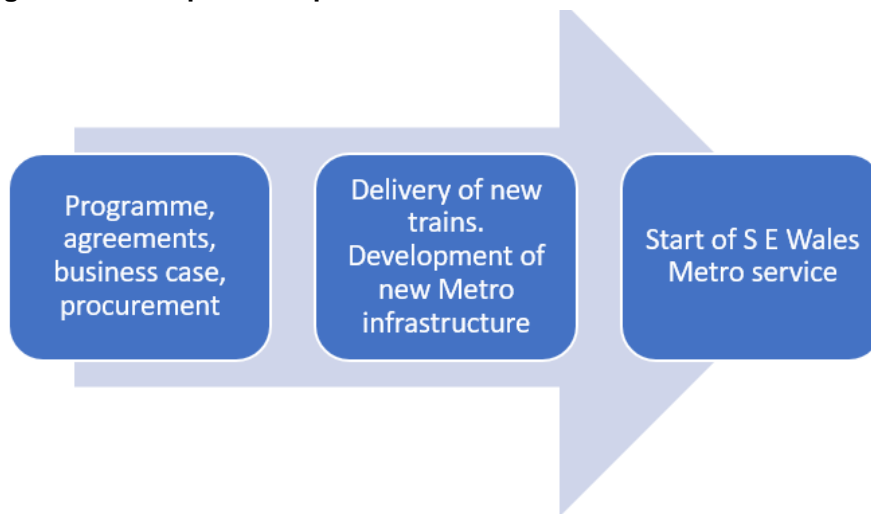 Programme,
agreements,
business case,
procurement
Delivery of new
trains.
Development of
new Metro
infrastructure
Start of S E Wales
Metro service